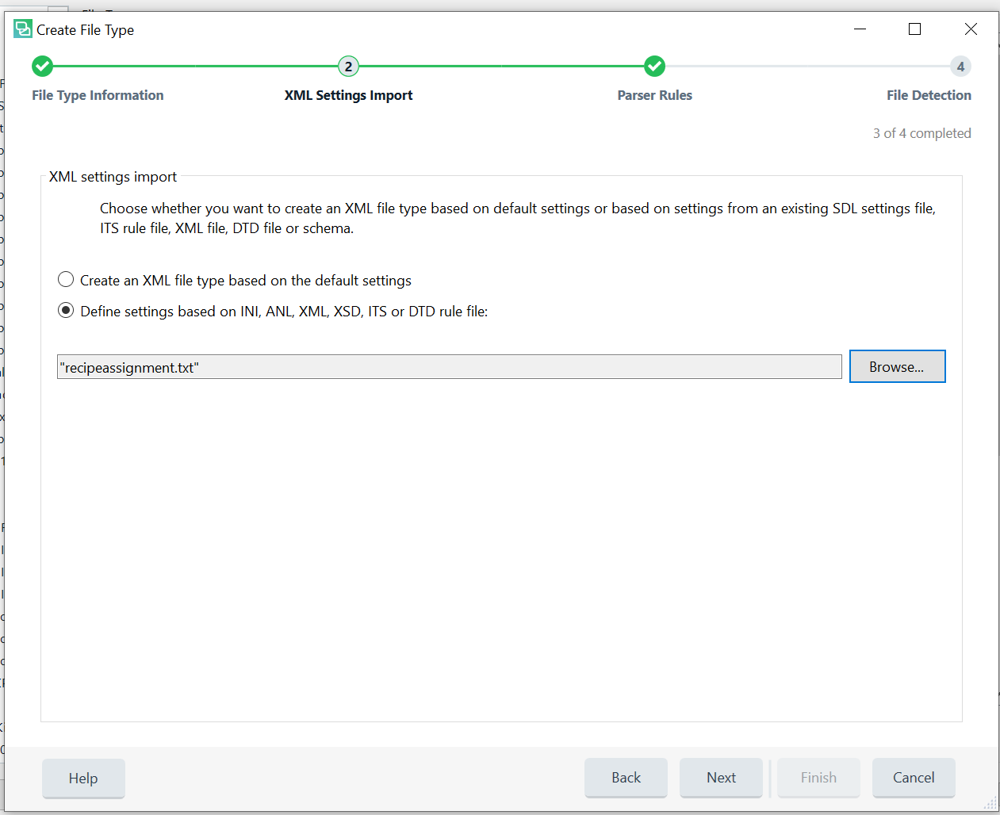 Create File Type
2
4
File Type Information
XML Settings Import
Parser Rules
File Detection
3 of 4 completed
XML settings import
Choose whether you want to create an XML file type based on default settings or based on settings from an existing SDL settings file,
ITS rule file, XML file, DTD file or schema.
Create an XML file type based on the default settings
Define settings based on INI, ANL, XML, XSD, ITS or DTD rule file:
"recipeassignment.txt"
Browse...
Help
Back
Next
Finish
Cancel